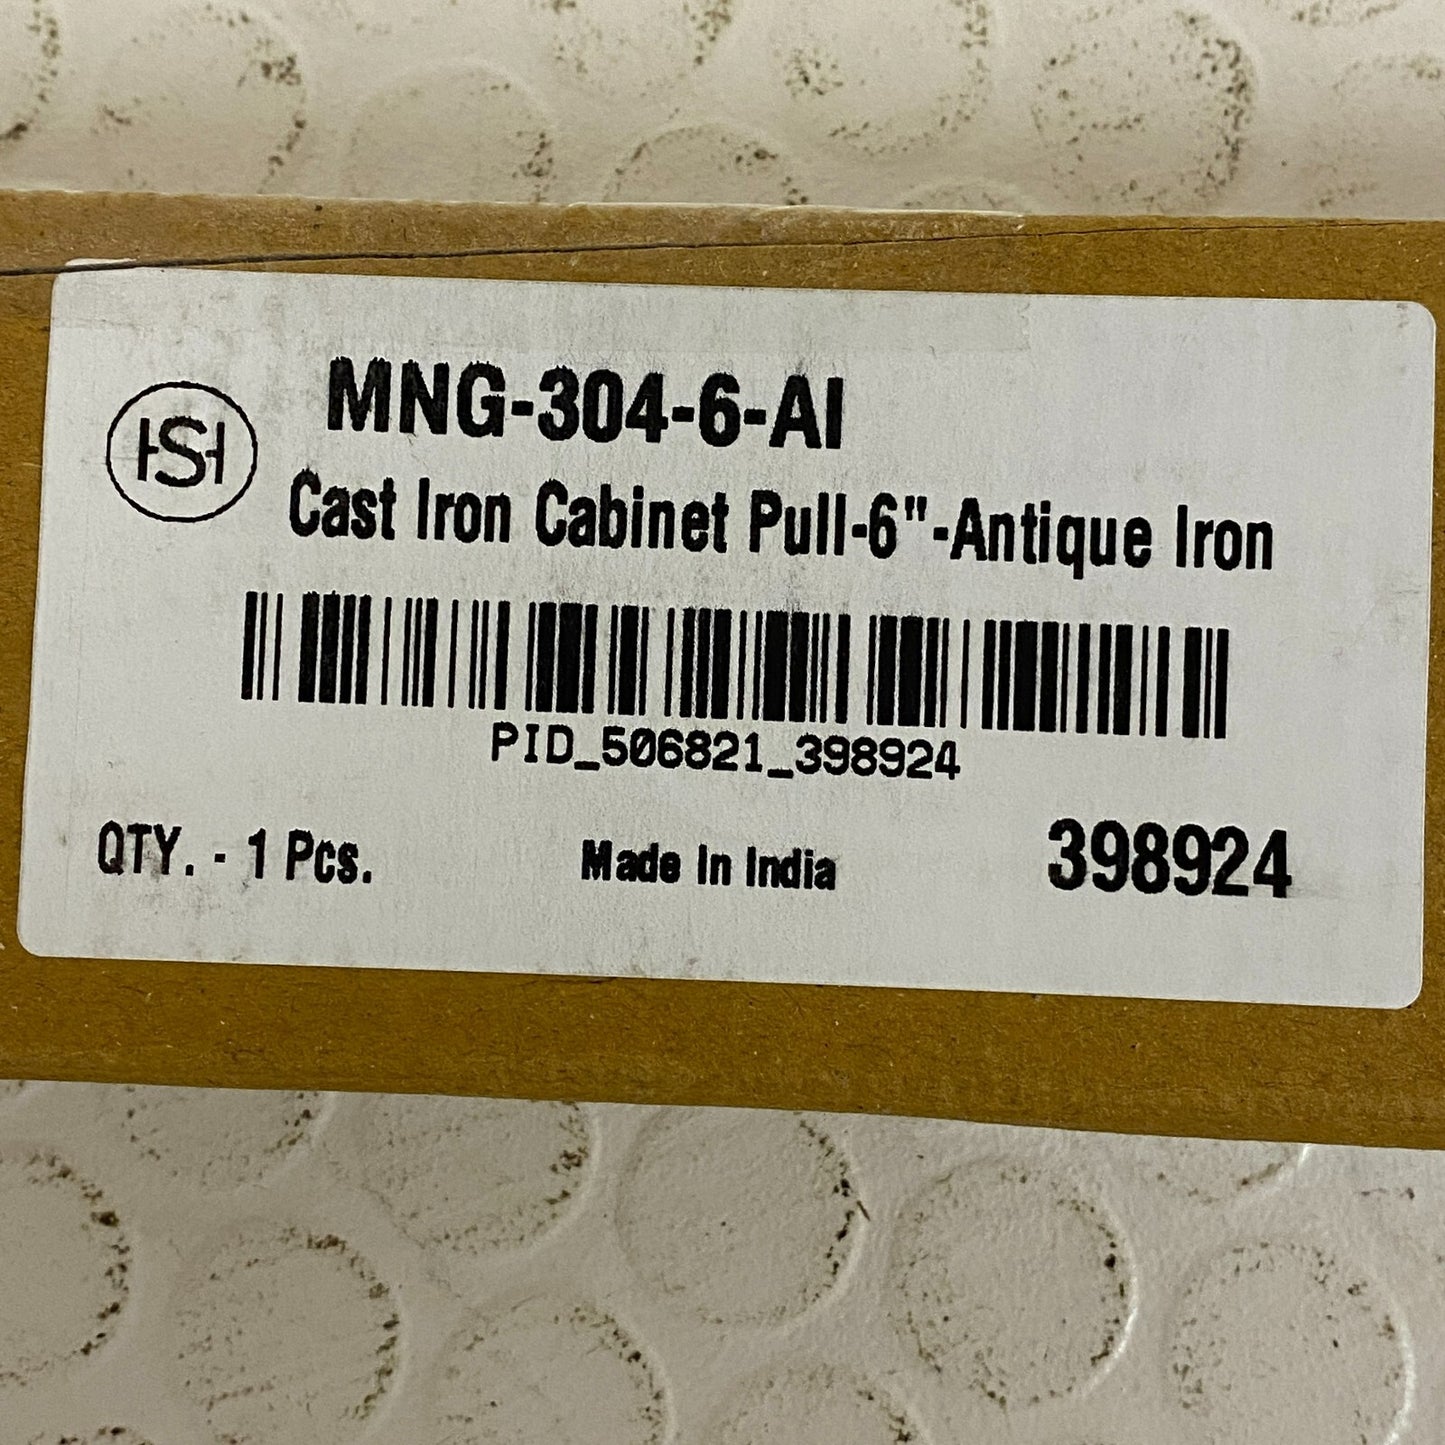 MNG-304-6-AI
HSH
Cast Iron Cabinet Pull-6"-Antique Iron
PID_506821_398924
QTY. - 1 Pcs.
Made In India
398924